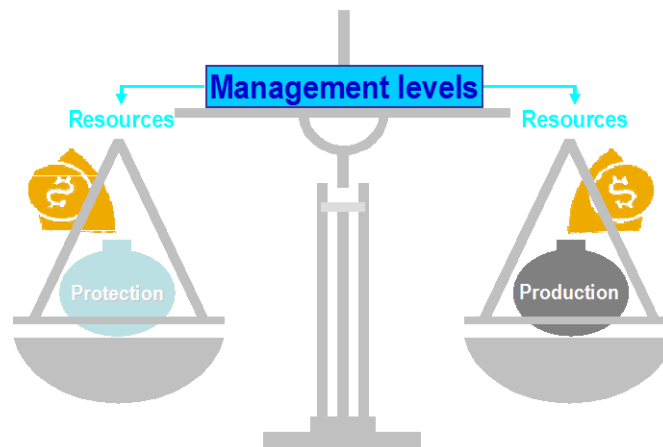 Management levels
Resources
Resources
$
$
Protection
Production